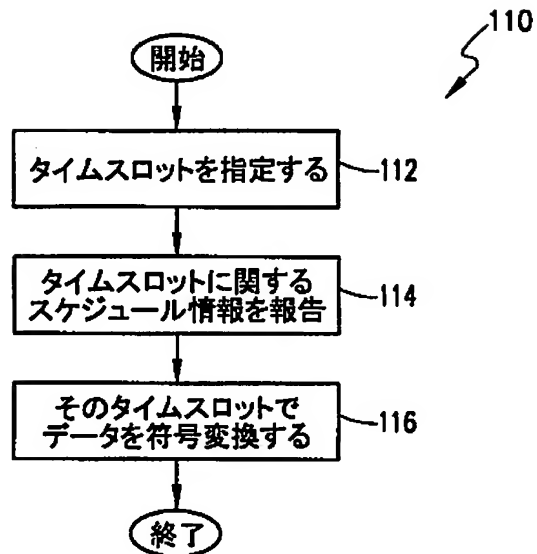 110
開始
タイムスロットを指定する
112
タイムスロットに関する
スケジュール情報を報告
114
そのタイムスロットで
データを符号変換する
116
終了